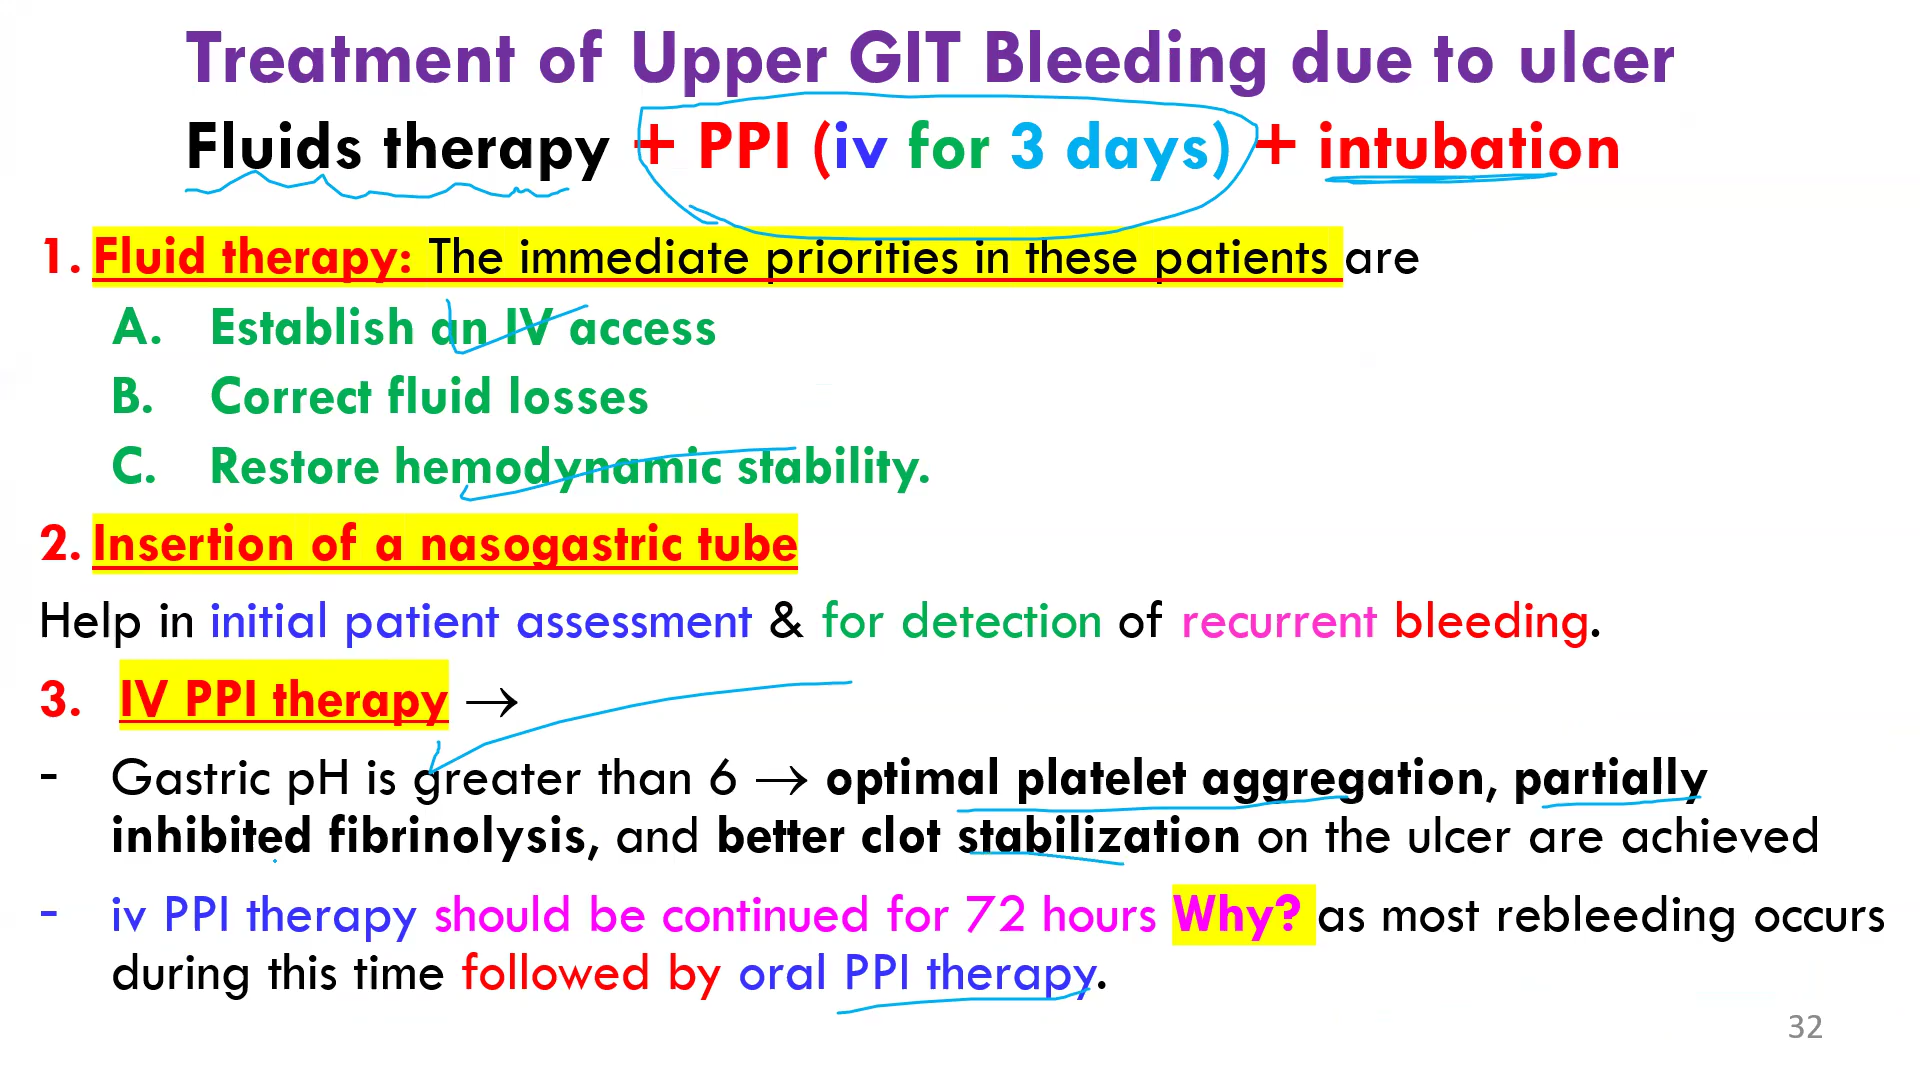 Treatment of Upper GIT Bleeding due to ulcer
Fluids therapy + PPI (iv for 3 days) + intubation
1. Fluid therapy: The immediate priorities in these patients are
A. Establish an IV access
B. Correct fluid losses
C. Restore hemodynamic stability.
2. Insertion of a nasogastric tube
Help in initial patient assessment & for detection of recurrent bleeding.
3. IV PPI therapy →
- Gastric pH is greater than 6 → optimal platelet aggregation, partially
inhibited fibrinolysis, and better clot stabilization on the ulcer are achieved
- iv PPI therapy should be continued for 72 hours Why? as most rebleeding occurs
during this time followed by oral PPI therapy.
32